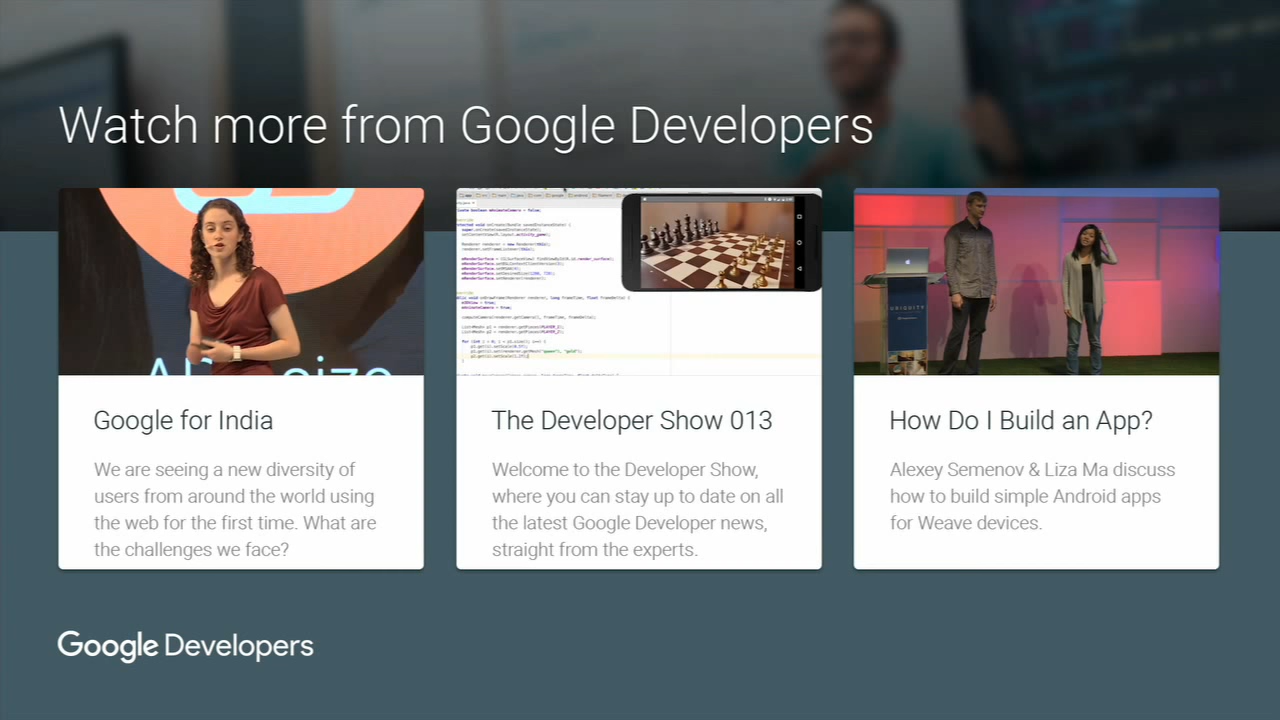 Watch more from Google Developers
Google for India
We are seeing a new diversity of
users from around the world using
the web for the first time. What are
the challenges we face?
The Developer Show 013
Welcome to the Developer Show,
where you can stay up to date on all
the latest Google Developer news,
straight from the experts.
How Do I Build an App?
Alexey Semenov & Liza Ma discuss
how to build simple Android apps
for Weave devices.
UBIQUITY
Google Developers